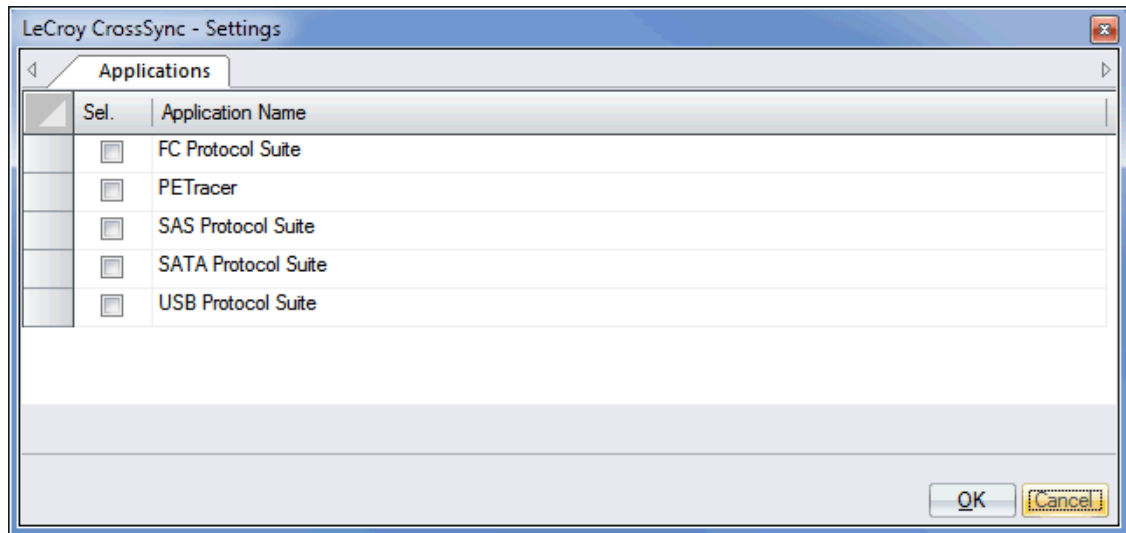 LeCroy CrossSync - Settings
Applications
Sel. Application Name
FC Protocol Suite
PETracer
SAS Protocol Suite
SATA Protocol Suite
USB Protocol Suite
OK Cancel